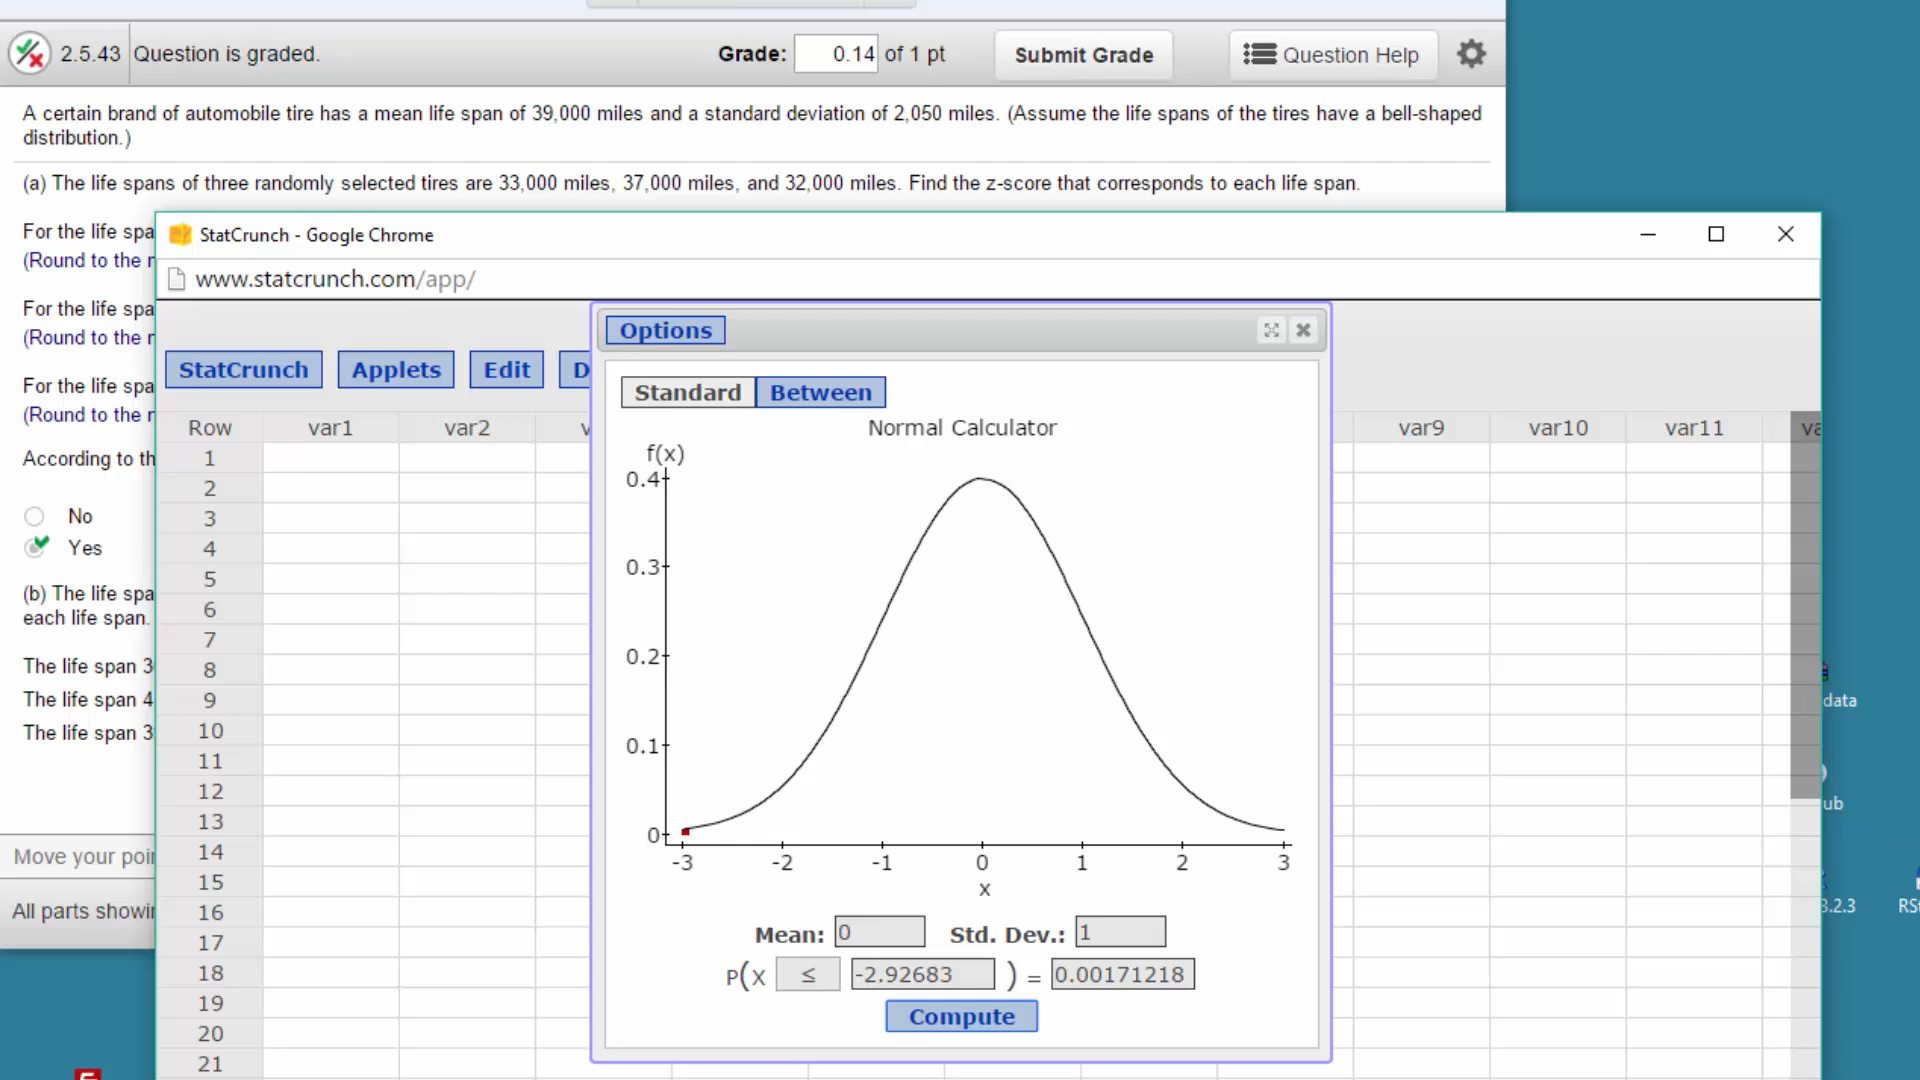 2.5.43 Question is graded. Grade: 0.14 of 1 pt Submit Grade Question Help
A certain brand of automobile tire has a mean life span of 39,000 miles and a standard deviation of 2,050 miles. (Assume the life spans of the tires have a bell-shaped
distribution.)
(a) The life spans of three randomly selected tires are 33,000 miles, 37,000 miles, and 32,000 miles. Find the z-score that corresponds to each life span.
For the life spa
(Round to the n
For the life spa
(Round to the n
For the life spa
(Round to the n
According to th
No
Yes
(b) The life spa
each life span.
The life span 3
The life span 4
The life span 3
Move your poin
All parts showin
StatCrunch - Google Chrome
www.statcrunch.com/app/
StatCrunch Applets Edit D
Row var1 var2 v var9 var10 var11 va
1
2
3
4
5
6
7
8
9
10
11
12
13
14
15
16
17
18
19
20
21
Options
Standard Between
Normal Calculator
f(x)
0.4
0.3
0.2
0.1
0
-3 -2 -1 0 1 2 3
x
Mean: 0 Std. Dev.: 1
P(X ≤ -2.92683 ) = 0.00171218
Compute
data
ub
3.2.3 RSt